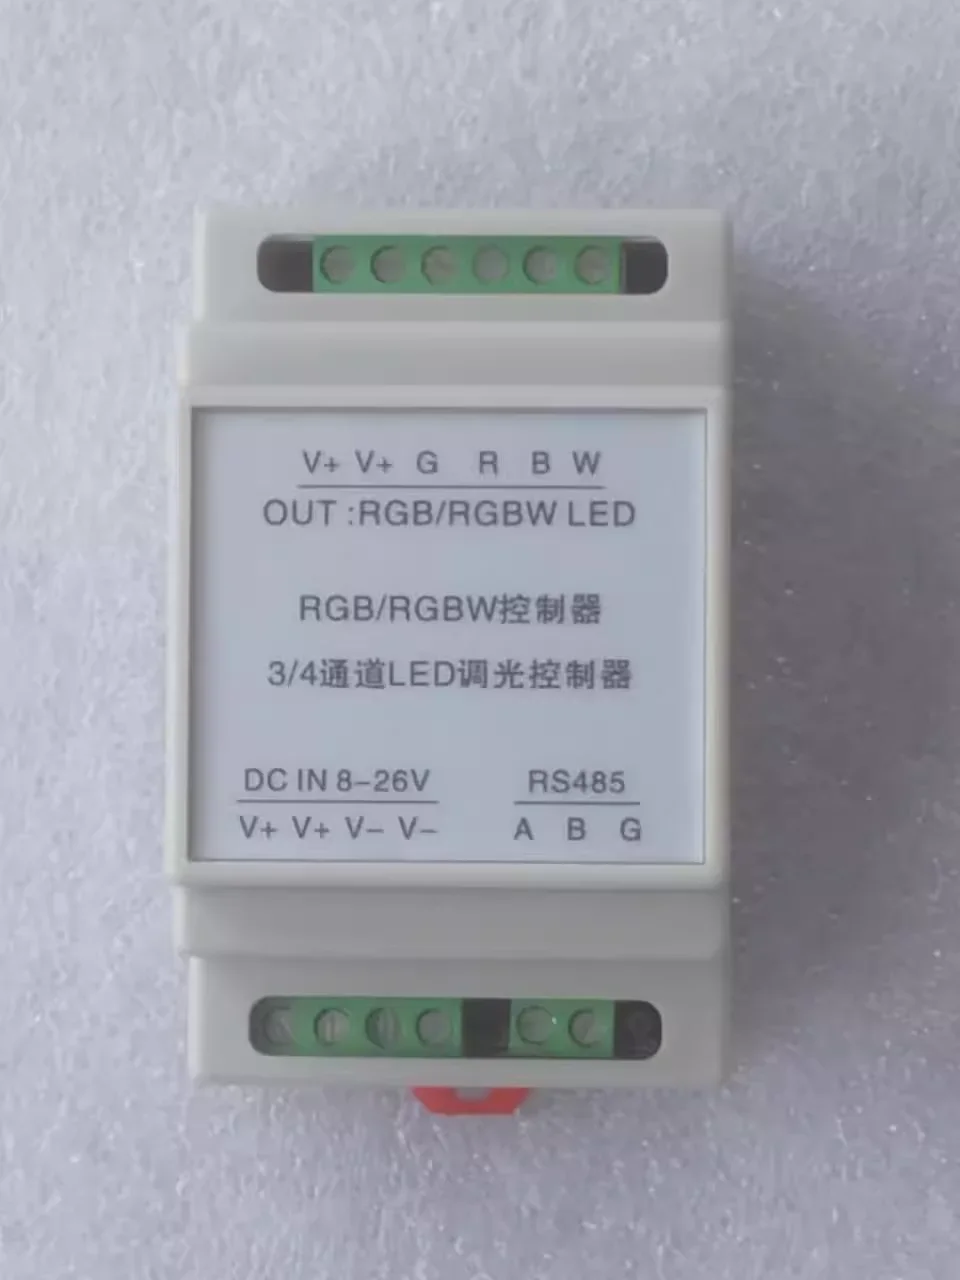 V+ V+ G R B W
OUT :RGB/RGBW LED
RGB/RGBW控制器
3/4通道LED调光控制器
DC IN 8-26V RS485
V+ V+ V- V- A B G